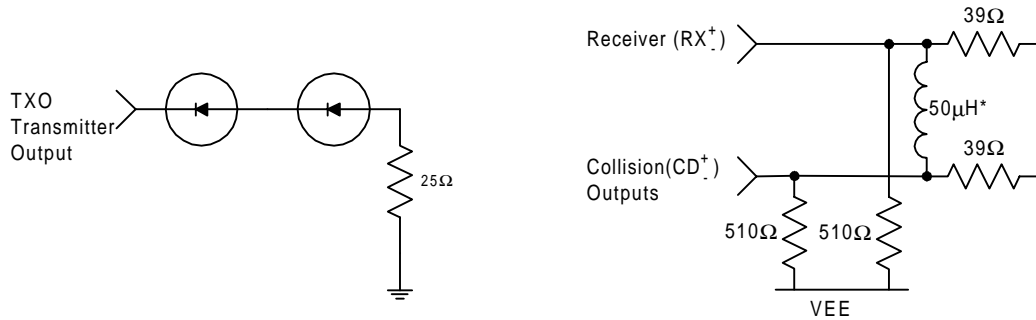 TXO
Transmitter
Output
25Ω
Receiver (RX+-)
Collision(CD+-)
Outputs
39Ω
50µH*
39Ω
510Ω
510Ω
VEE